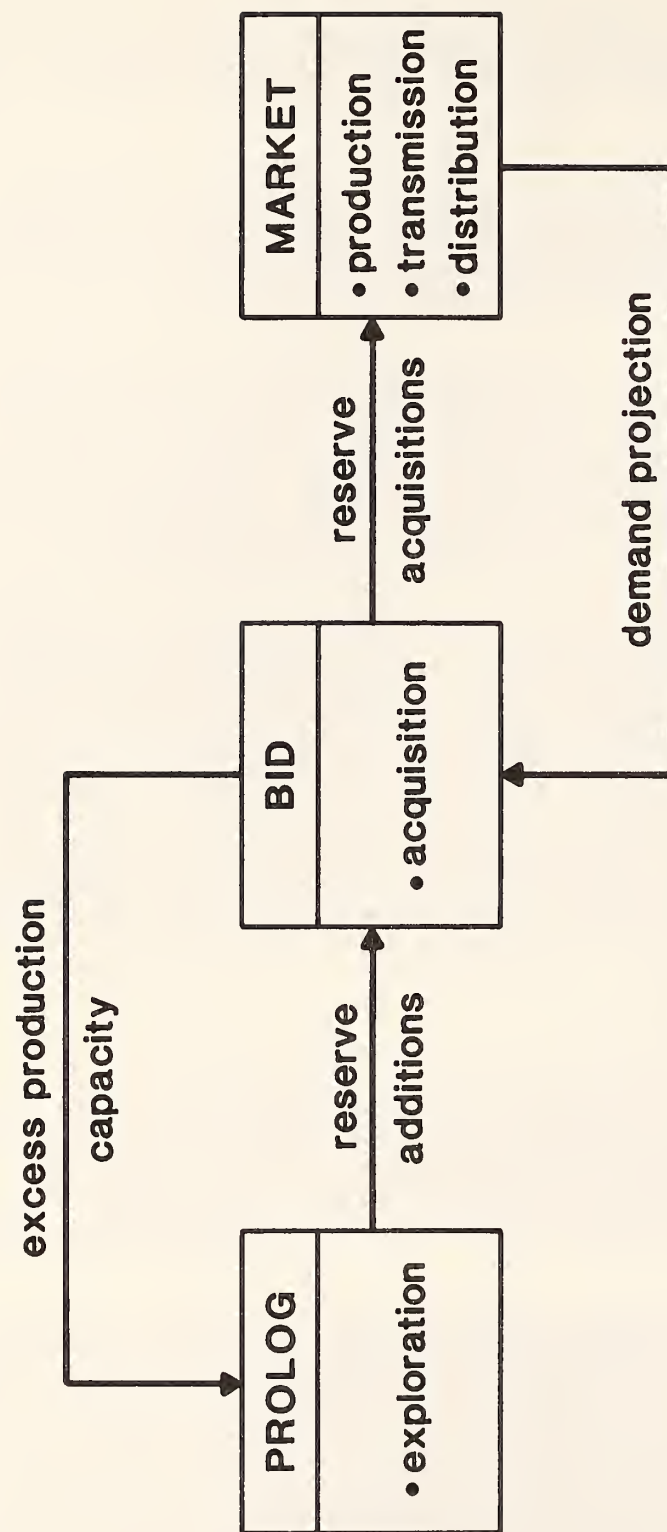 excess production
capacity
PROLOG
• exploration
reserve
additions
BID
• acquisition
reserve
acquisitions
MARKET
• production
• transmission
• distribution
demand projection